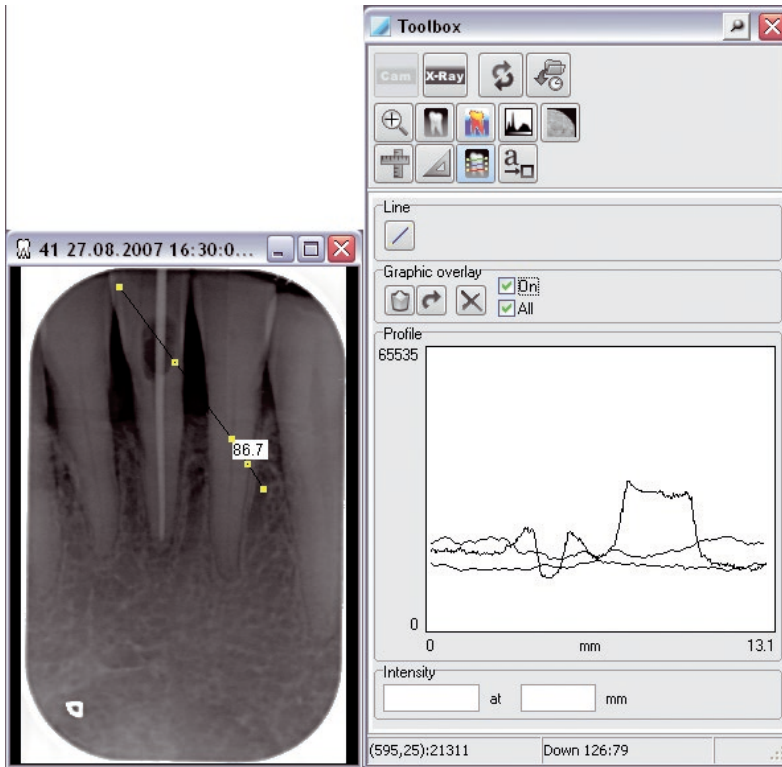 Toolbox
Cam X-Ray
a
Line
41 27.08.2007 16:30:0...
Graphic overlay
On
All
Profile
65535
86.7
0
0 mm 13.1
Intensity
at mm
(595,25):21311 Down 126:79